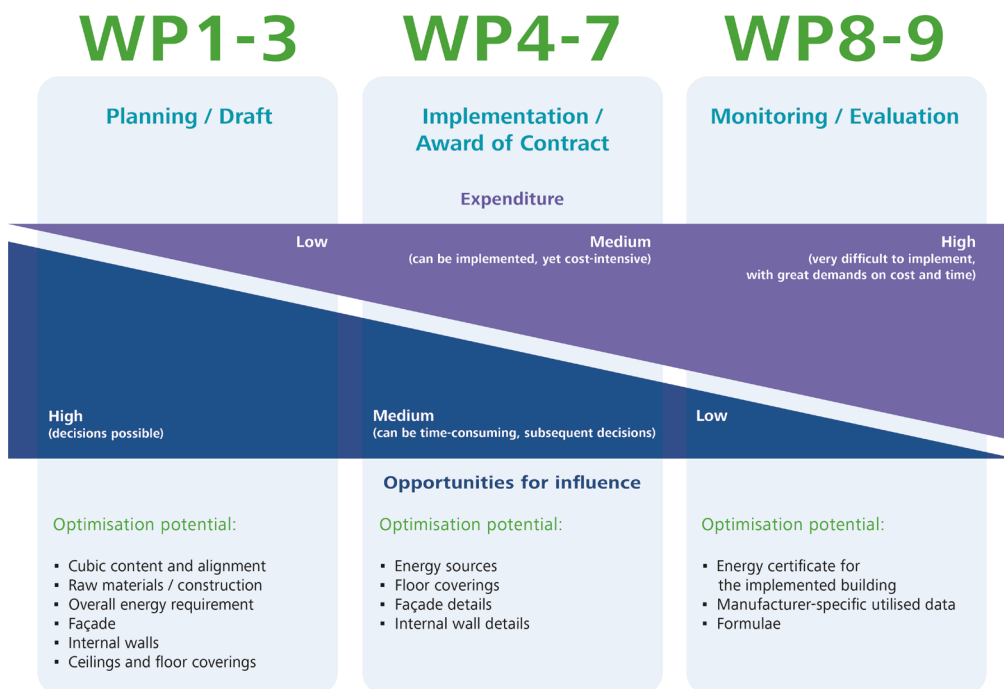 WP1-3
WP4-7
WP8-9
Planning / Draft
Implementation /
Award of Contract
Monitoring / Evaluation
Expenditure
Low
Medium
(can be implemented, yet cost-intensive)
High
(very difficult to implement,
with great demands on cost and time)
High
(decisions possible)
Medium
(can be time-consuming, subsequent decisions)
Low
Opportunities for influence
Optimisation potential:
▪ Cubic content and alignment
▪ Raw materials / construction
▪ Overall energy requirement
▪ Façade
▪ Internal walls
▪ Ceilings and floor coverings
Optimisation potential:
▪ Energy sources
▪ Floor coverings
▪ Façade details
▪ Internal wall details
Optimisation potential:
▪ Energy certificate for
the implemented building
▪ Manufacturer-specific utilised data
▪ Formulae